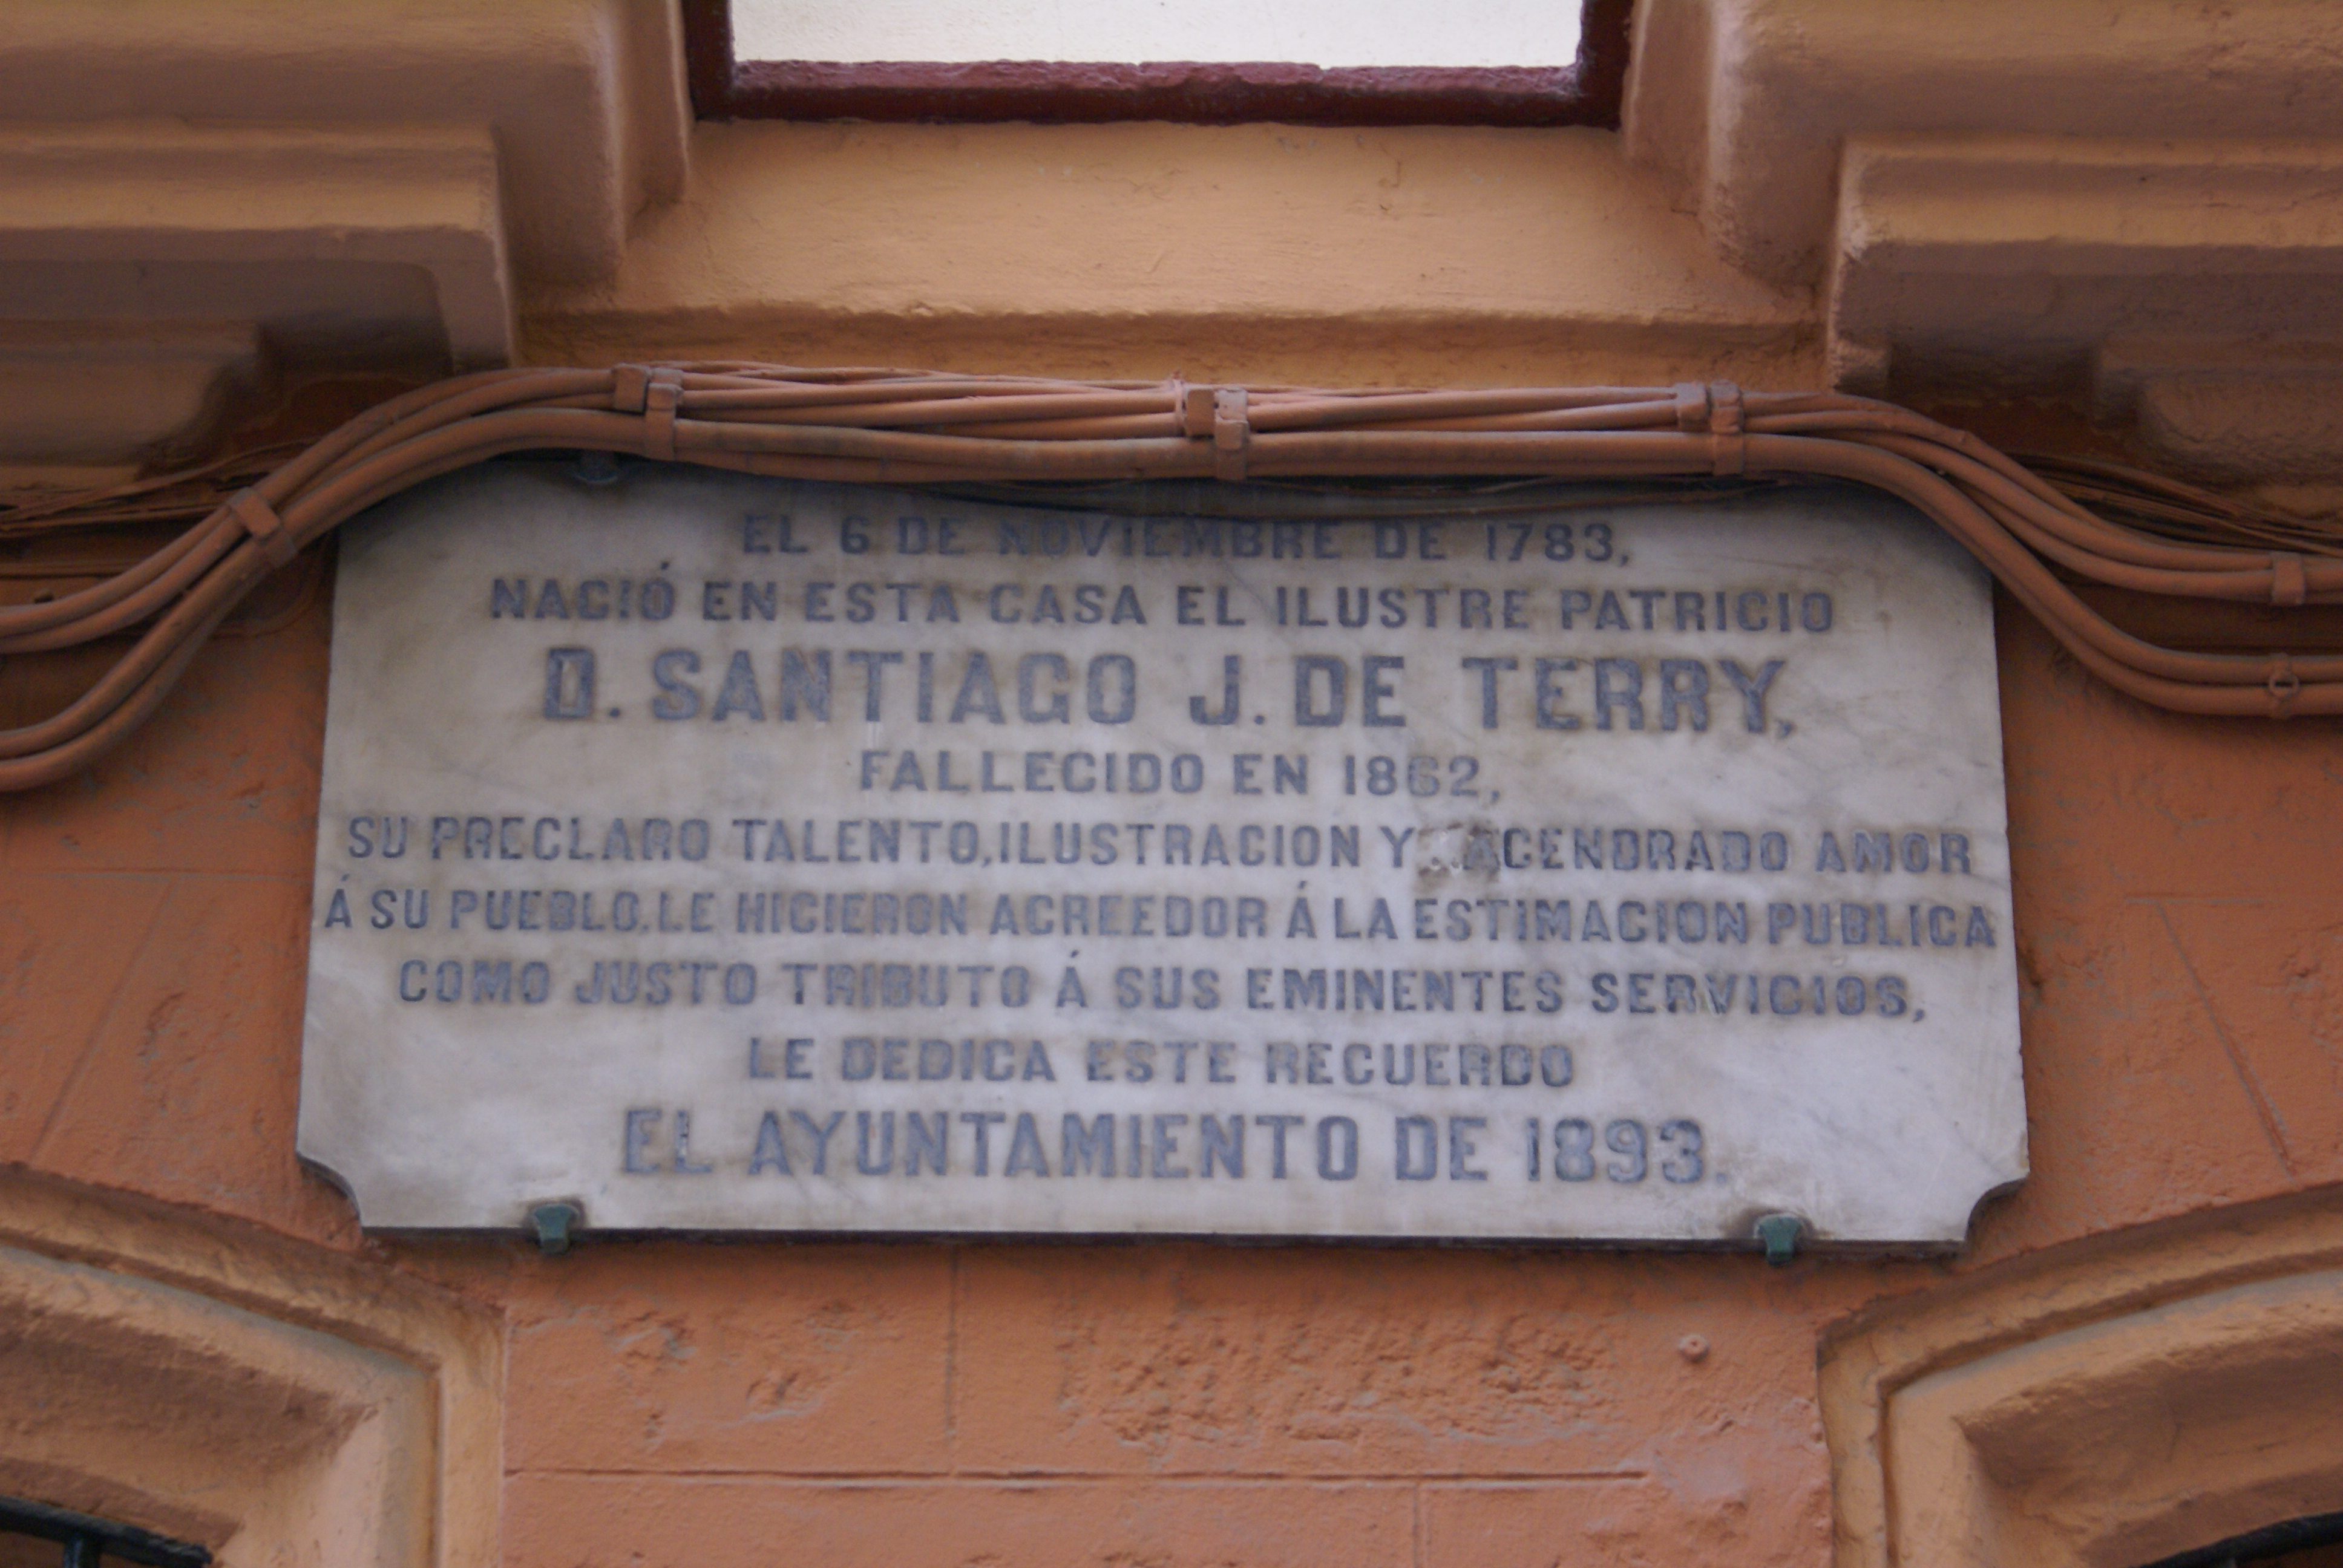 EL 6 DE NOVIEMBRE DE 1783,
NACIÓ EN ESTA CASA EL ILUSTRE PATRICIO
D. SANTIAGO J. DE TERRY,
FALLECIDO EN 1862,
SU PRECLARO TALENTO, ILUSTRACION Y ACENDRADO AMOR
Á SU PUEBLO, LE HICIERON ACREEDOR Á LA ESTIMACION PUBLICA
COMO JUSTO TRIBUTO Á SUS EMINENTES SERVICIOS,
LE DEDICA ESTE RECUERDO
EL AYUNTAMIENTO DE 1893.